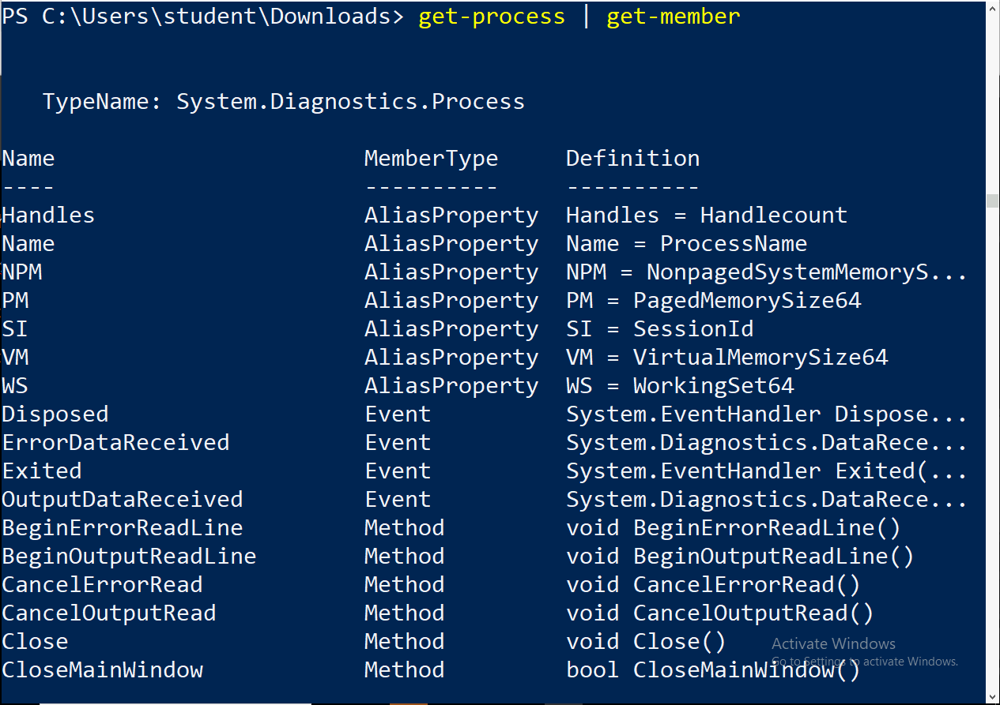 PS C:\Users\student\Downloads> get-process | get-member
TypeName: System.Diagnostics.Process
Name MemberType Definition
---- ---------- ----------
Handles AliasProperty Handles = Handlecount
Name AliasProperty Name = ProcessName
NPM AliasProperty NPM = NonpagedSystemMemoryS...
PM AliasProperty PM = PagedMemorySize64
SI AliasProperty SI = SessionId
VM AliasProperty VM = VirtualMemorySize64
WS AliasProperty WS = WorkingSet64
Disposed Event System.EventHandler Dispose...
ErrorDataReceived Event System.Diagnostics.DataRece...
Exited Event System.EventHandler Exited(...
OutputDataReceived Event System.Diagnostics.DataRece...
BeginErrorReadLine Method void BeginErrorReadLine()
BeginOutputReadLine Method void BeginOutputReadLine()
CancelErrorRead Method void CancelErrorRead()
CancelOutputRead Method void CancelOutputRead()
Close Method void Close()
Activate Windows
Go to Settings to activate Windows.
CloseMainWindow Method bool CloseMainWindow()